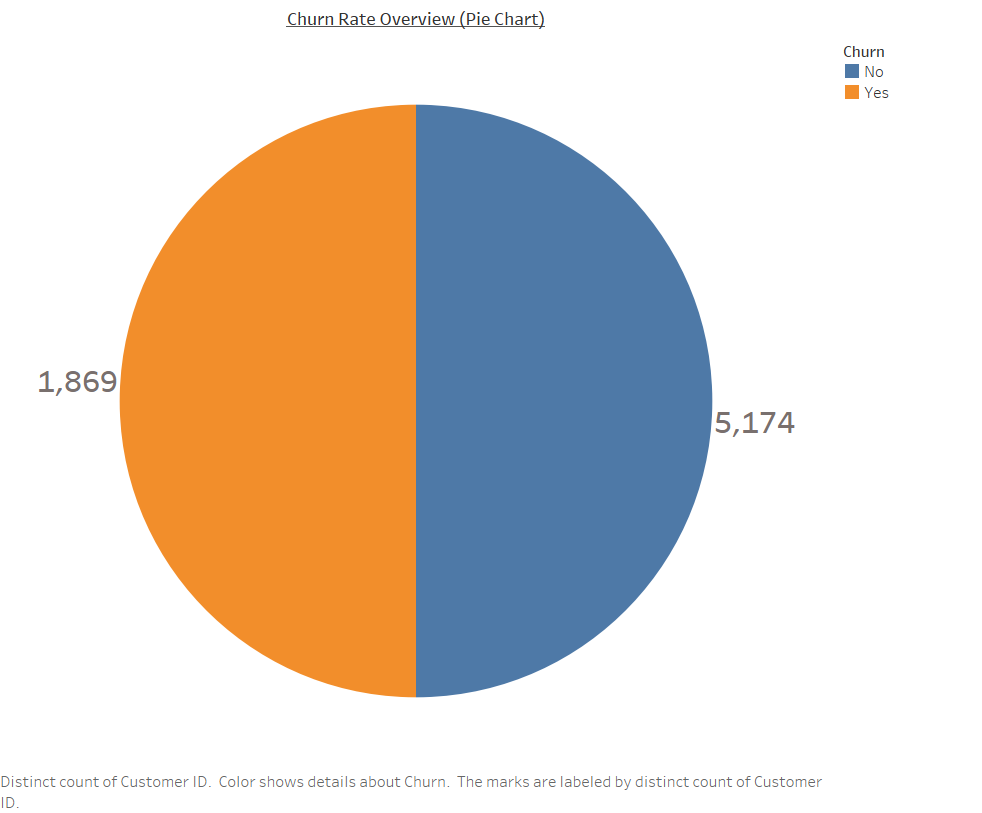 Churn Rate Overview (Pie Chart)
Churn
No
Yes
1,869
5,174
Distinct count of Customer ID.  Color shows details about Churn.  The marks are labeled by distinct count of Customer
ID.